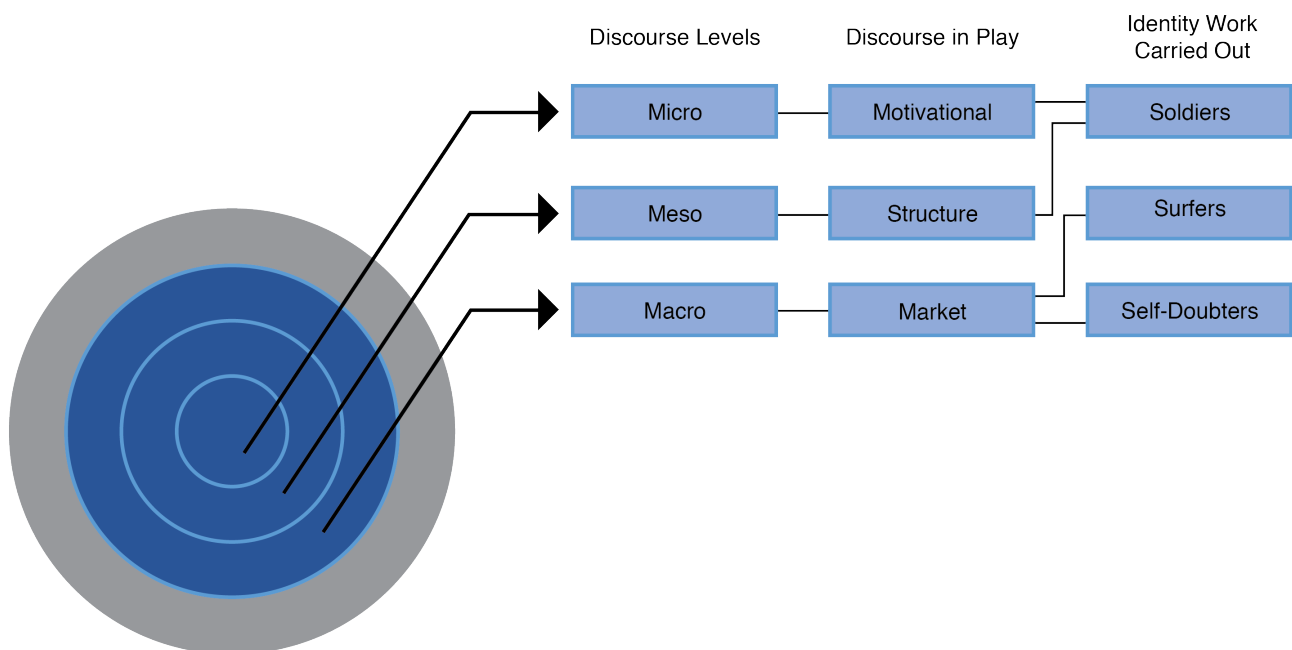 Discourse Levels
Discourse in Play
Identity Work
Carried Out
Micro
Motivational
Soldiers
Meso
Structure
Surfers
Macro
Market
Self-Doubters